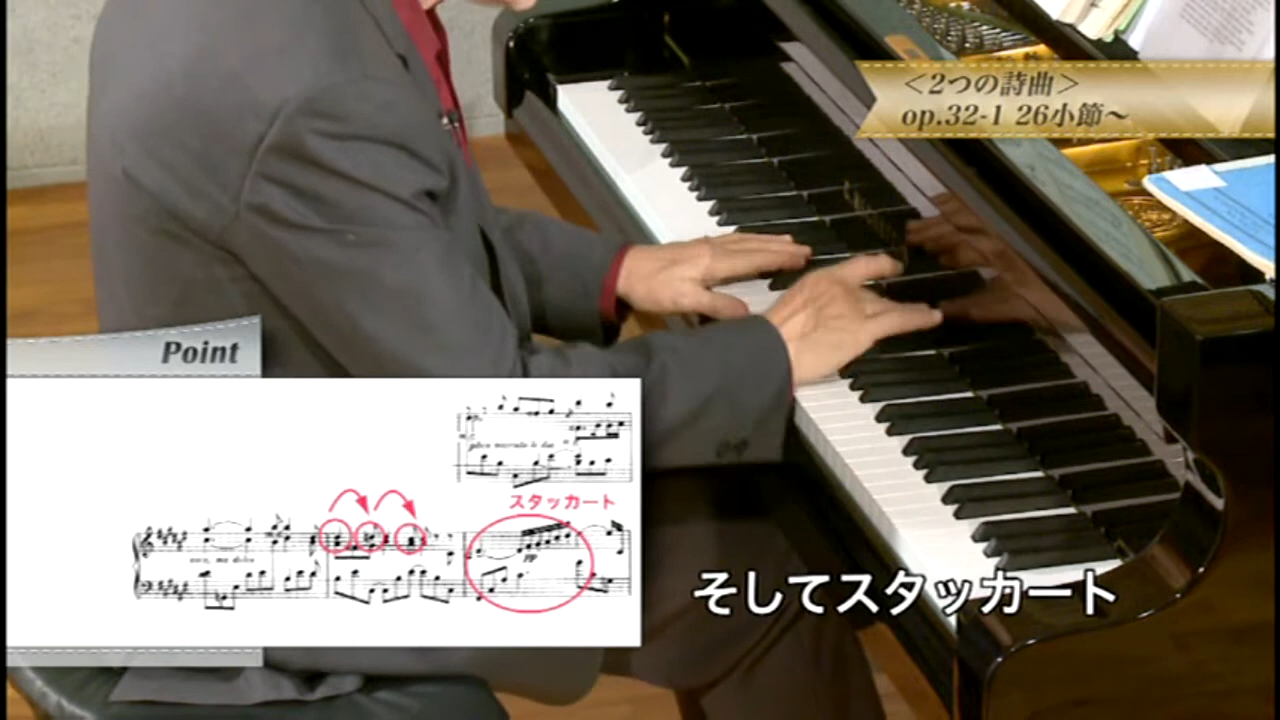 ＜2つの詩曲＞
op.32-1 26小節～
Point
スタッカート
pp
そしてスタッカート